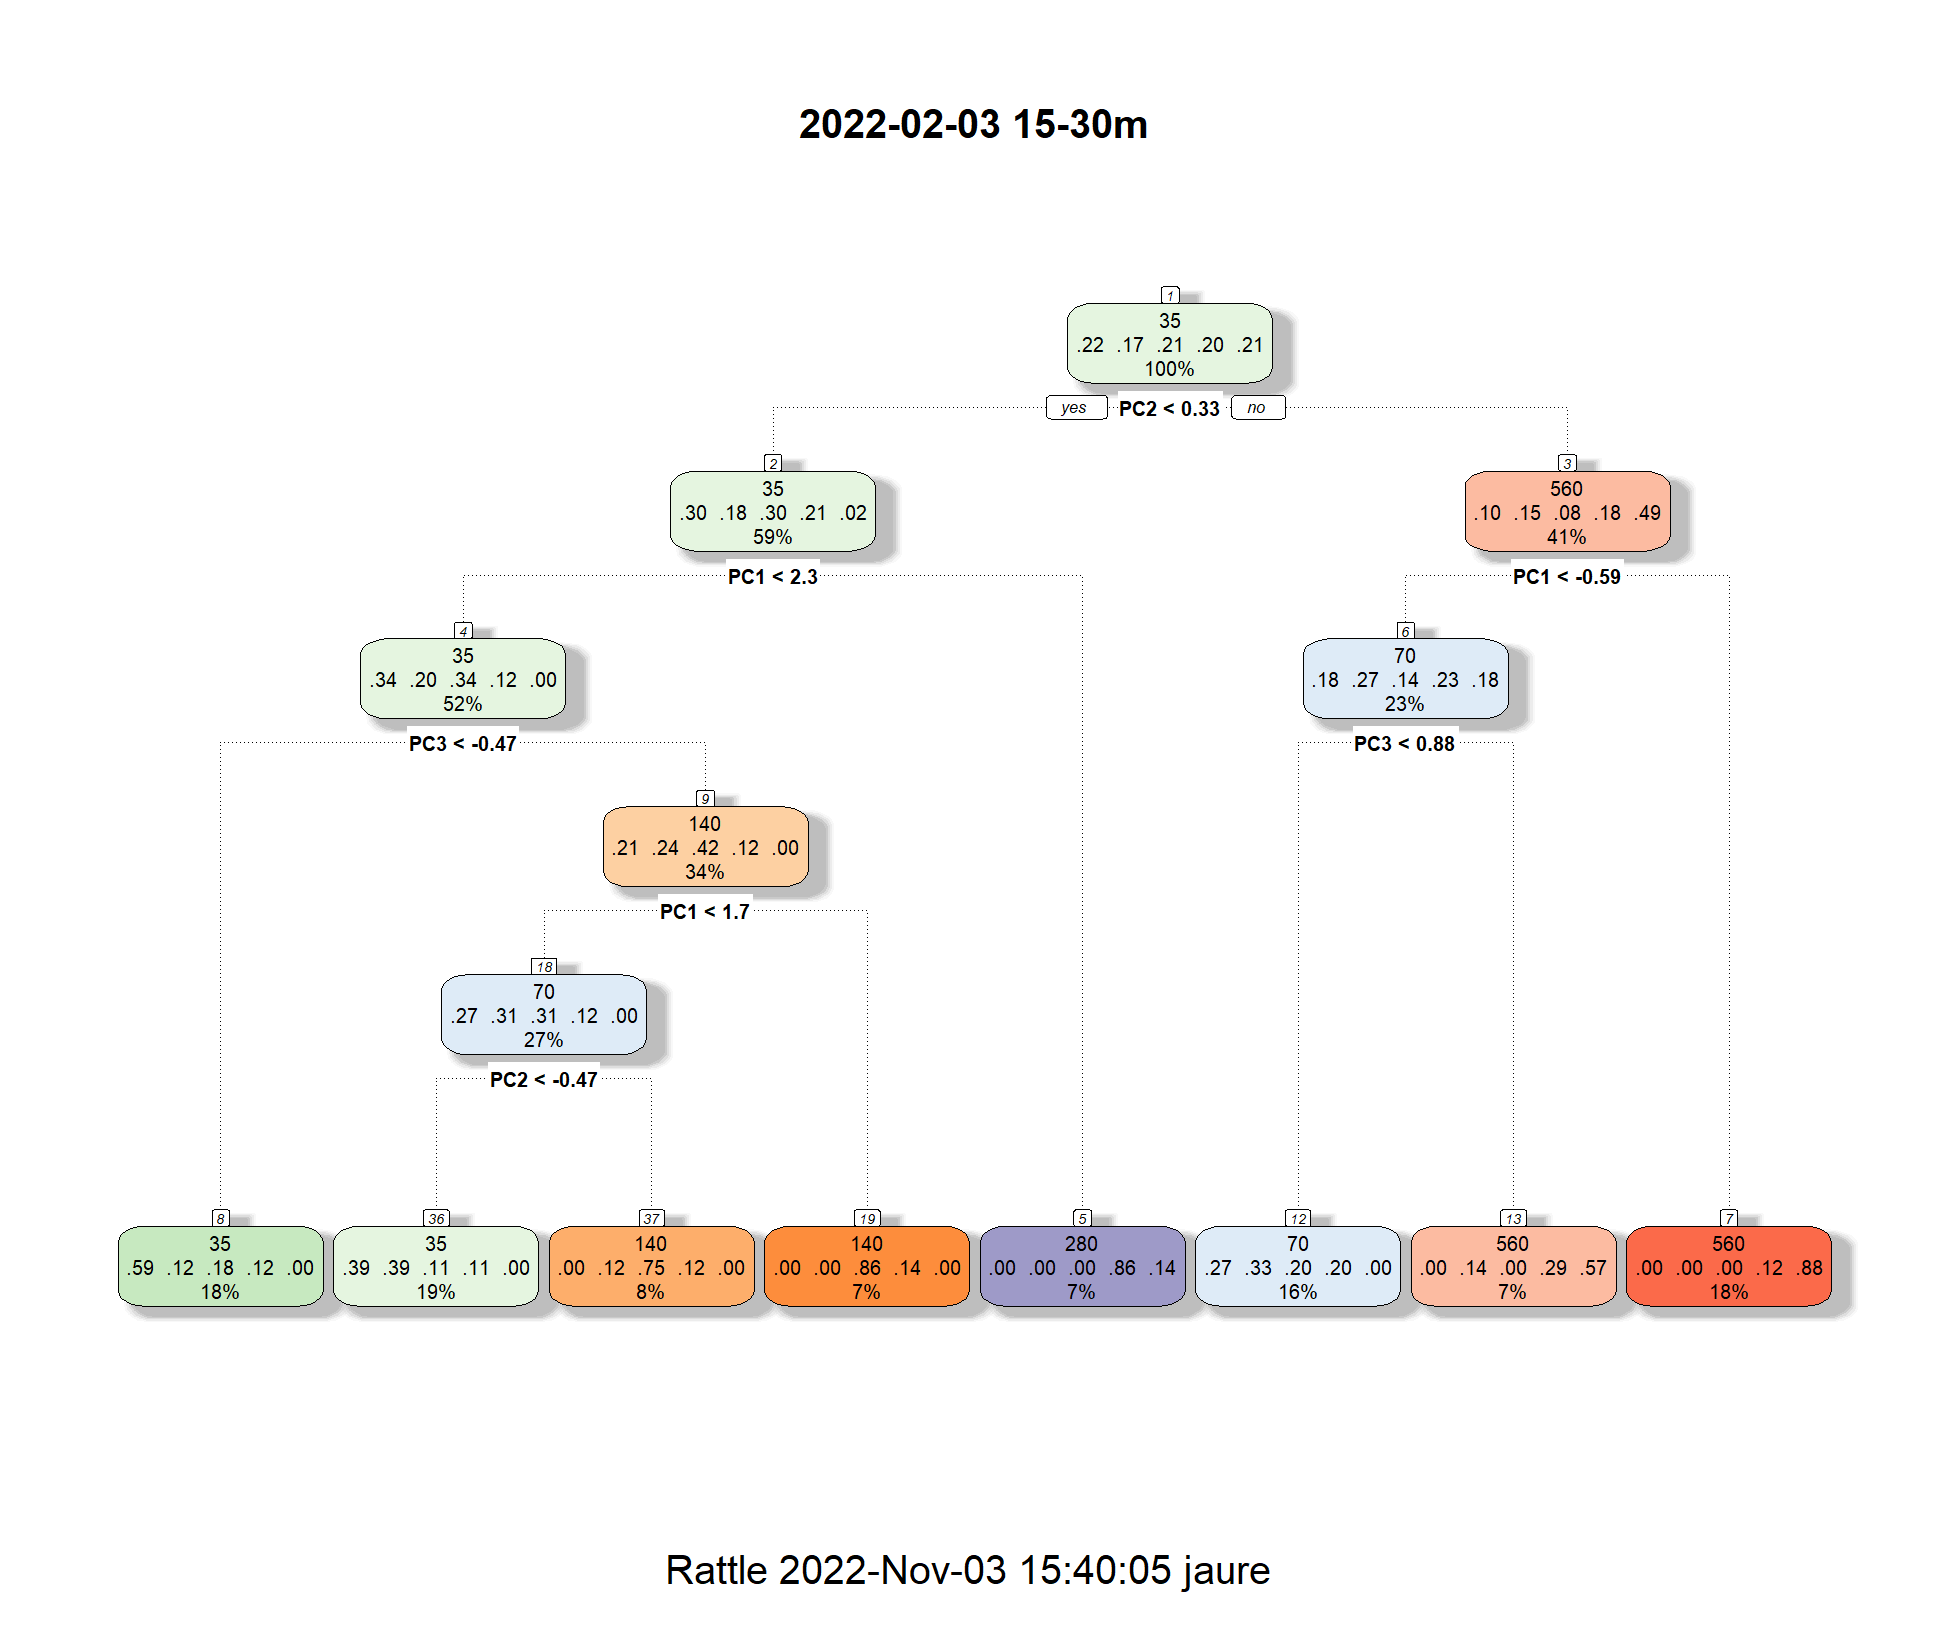 2022-02-03 15-30m
1
35
.22 .17 .21 .20 .21
100%
yes PC2 < 0.33 no
2
35
.30 .18 .30 .21 .02
59%
3
560
.10 .15 .08 .18 .49
41%
PC1 < 2.3
PC1 < -0.59
4
35
.34 .20 .34 .12 .00
52%
6
70
.18 .27 .14 .23 .18
23%
PC3 < -0.47
PC3 < 0.88
9
140
.21 .24 .42 .12 .00
34%
PC1 < 1.7
18
70
.27 .31 .31 .12 .00
27%
PC2 < -0.47
8
35
.59 .12 .18 .12 .00
18%
36
35
.39 .39 .11 .11 .00
19%
37
140
.00 .12 .75 .12 .00
8%
19
140
.00 .00 .86 .14 .00
7%
5
280
.00 .00 .00 .86 .14
7%
12
70
.27 .33 .20 .20 .00
16%
13
560
.00 .14 .00 .29 .57
7%
7
560
.00 .00 .00 .12 .88
18%
Rattle 2022-Nov-03 15:40:05 jaure